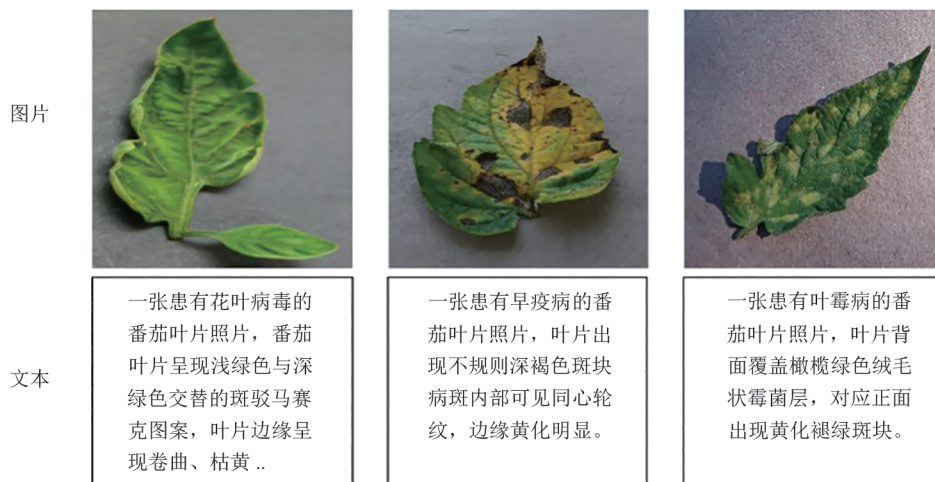 图片
文本
一张患有花叶病毒的
番茄叶片照片，番茄
叶片呈现浅绿色与深
绿色交替的斑驳马赛
克图案，叶片边缘呈
现卷曲、枯黄 ..
一张患有早疫病的番
茄叶片照片，叶片出
现不规则深褐色斑块
病斑内部可见同心轮
纹，边缘黄化明显。
一张患有叶霉病的番
茄叶片照片，叶片背
面覆盖橄榄绿色绒毛
状霉菌层，对应正面
出现黄化褪绿斑块。